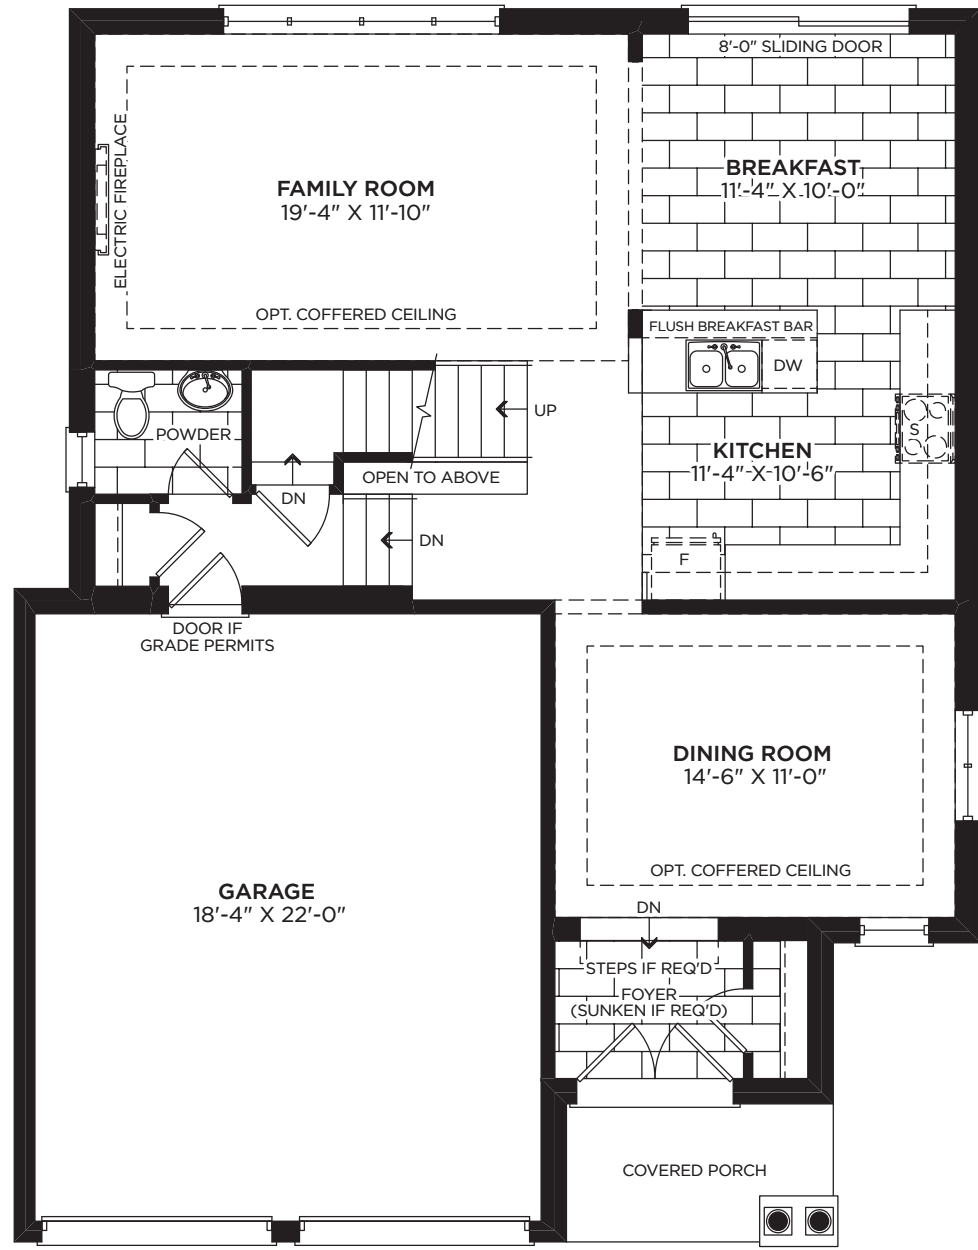 8'-0" SLIDING DOOR
ELECTRIC FIREPLACE
FAMILY ROOM
19'-4" X 11'-10"
BREAKFAST
11'-4" X 10'-0"
OPT. COFFERED CEILING
FLUSH BREAKFAST BAR
DW
UP
S
POWDER
KITCHEN
11'-4" X 10'-6"
OPEN TO ABOVE
DN
DN
F
DOOR IF
GRADE PERMITS
DINING ROOM
14'-6" X 11'-0"
OPT. COFFERED CEILING
GARAGE
18'-4" X 22'-0"
DN
STEPS IF REQ'D
FOYER
(SUNKEN IF REQ'D)
COVERED PORCH